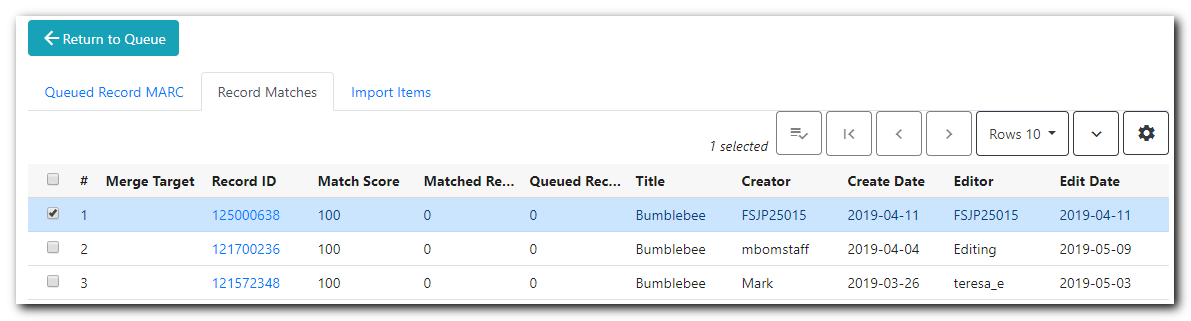 Return to Queue
Queued Record MARC Record Matches Import Items
1 selected Rows 10
# Merge Target Record ID Match Score Matched Re... Queued Rec... Title Creator Create Date Editor Edit Date
1 125000638 100 0 0 Bumblebee FSJP25015 2019-04-11 FSJP25015 2019-04-11
2 121700236 100 0 0 Bumblebee mbomstaff 2019-04-04 Editing 2019-05-09
3 121572348 100 0 0 Bumblebee Mark 2019-03-26 teresa_e 2019-05-03